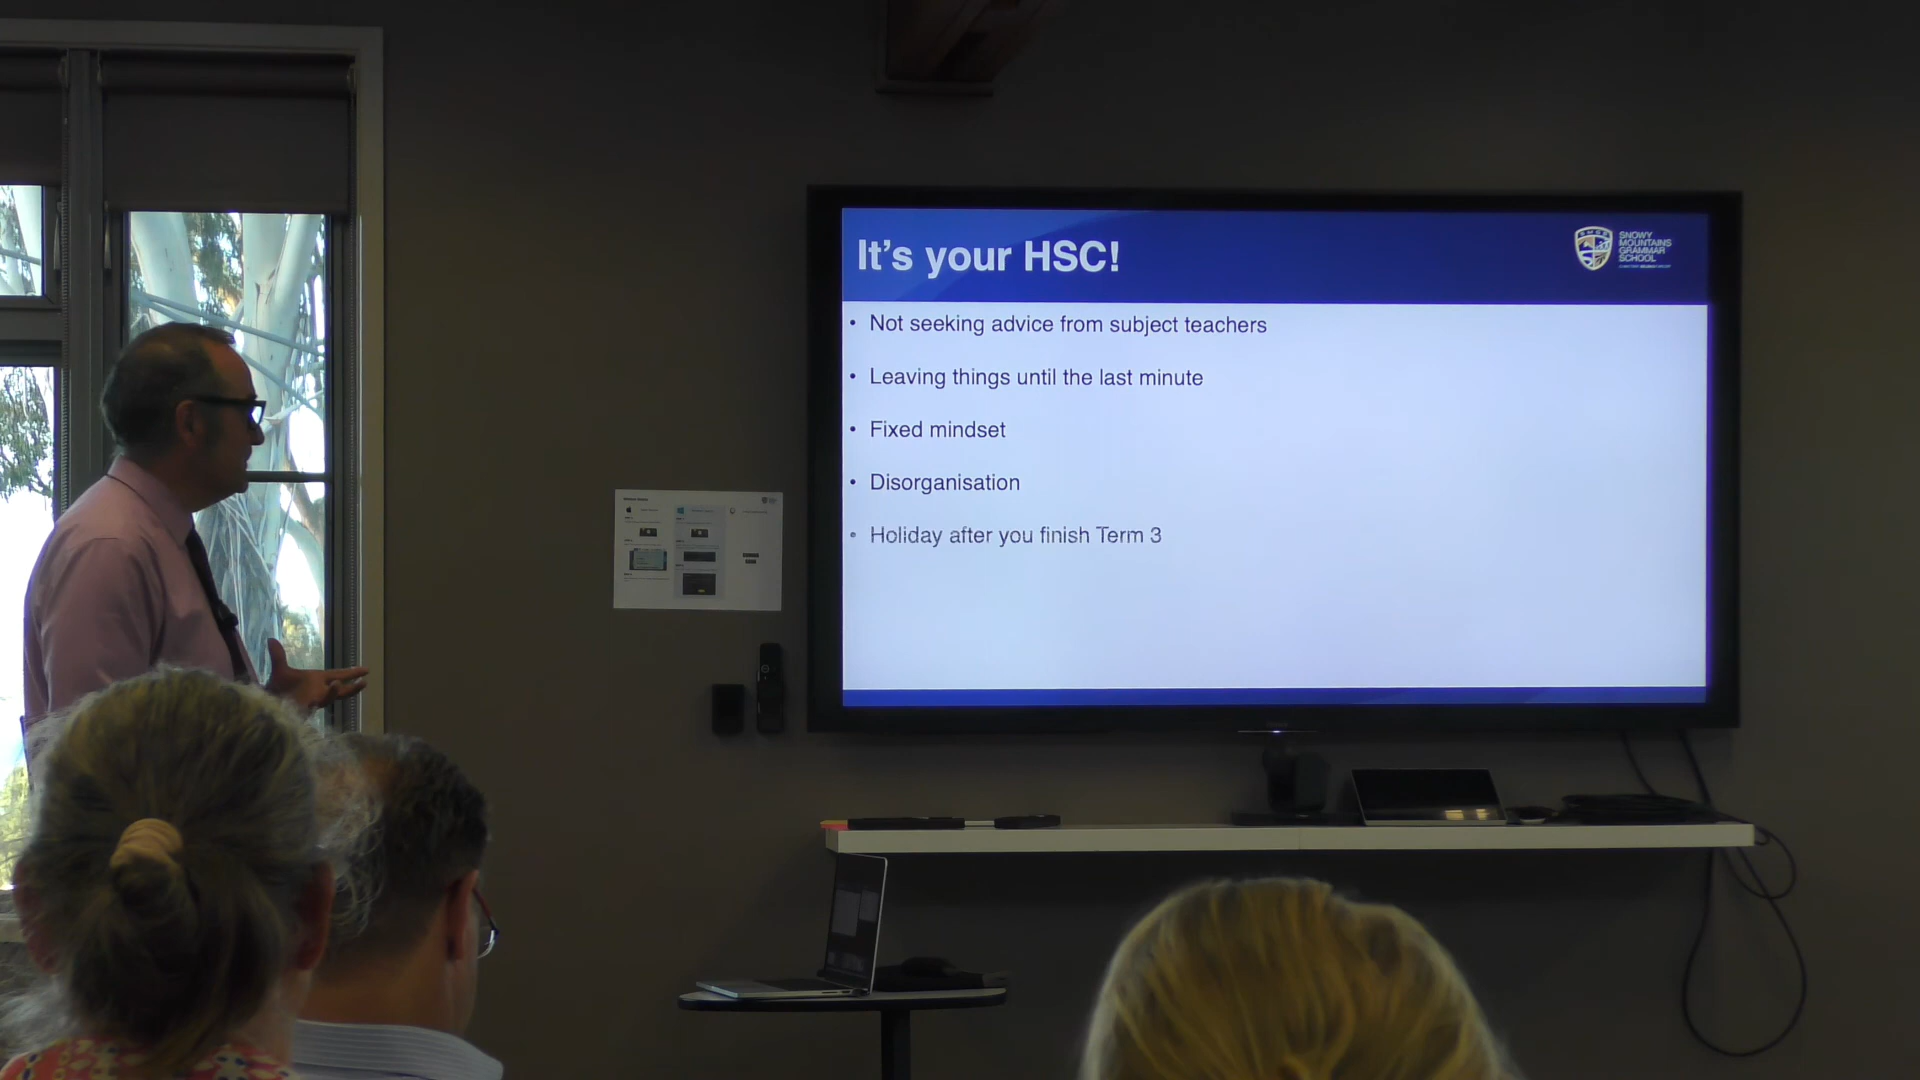 It's your HSC!
SNOWY
MOUNTAINS
GRAMMAR
SCHOOL
• Not seeking advice from subject teachers
• Leaving things until the last minute
• Fixed mindset
• Disorganisation
• Holiday after you finish Term 3